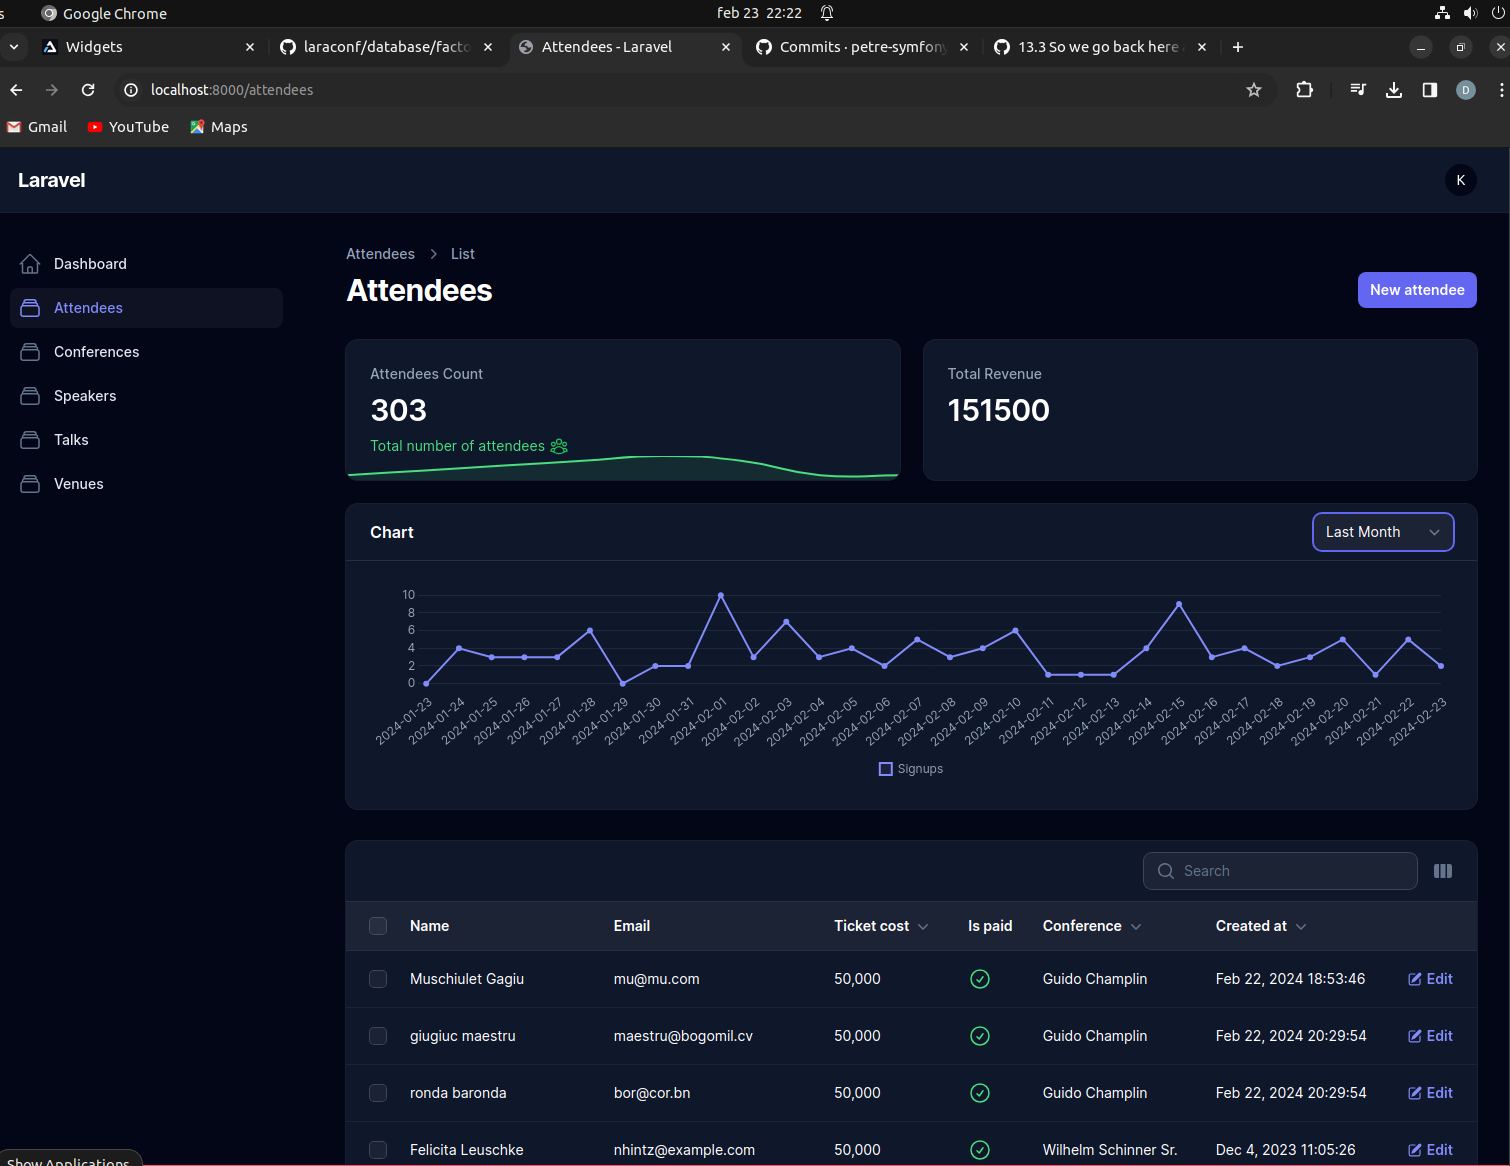 s Google Chrome feb 23 22:22
Widgets laraconf/database/facto Attendees - Laravel Commits · petre-symfony 13.3 So we go back here
localhost:8000/attendees D
Gmail YouTube Maps
Laravel K
Dashboard
Attendees
Conferences
Speakers
Talks
Venues
Attendees > List
Attendees
New attendee
Attendees Count
303
Total number of attendees
Total Revenue
151500
Chart
Last Month
10
8
6
4
2
0
2024-01-23 2024-01-24 2024-01-25 2024-01-26 2024-01-27 2024-01-28 2024-01-29 2024-01-30 2024-01-31 2024-02-01 2024-02-02 2024-02-03 2024-02-04 2024-02-05 2024-02-06 2024-02-07 2024-02-08 2024-02-09 2024-02-10 2024-02-11 2024-02-12 2024-02-13 2024-02-14 2024-02-15 2024-02-16 2024-02-17 2024-02-18 2024-02-19 2024-02-20 2024-02-21 2024-02-22 2024-02-23
Signups
Search
Name Email Ticket cost Is paid Conference Created at
Muschiulet Gagiu mu@mu.com 50,000 Guido Champlin Feb 22, 2024 18:53:46 Edit
giugiuc maestru maestru@bogomil.cv 50,000 Guido Champlin Feb 22, 2024 20:29:54 Edit
ronda baronda bor@cor.bn 50,000 Guido Champlin Feb 22, 2024 20:29:54 Edit
Felicita Leuschke nhintz@example.com 50,000 Wilhelm Schinner Sr. Dec 4, 2023 11:05:26 Edit
Show Applications